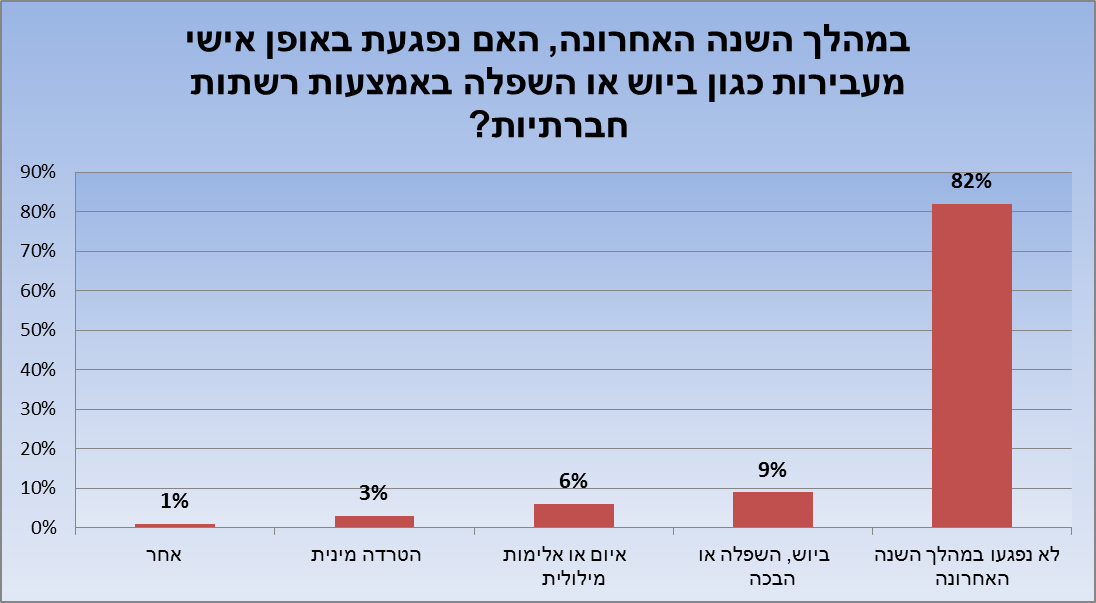 במהלך השנה האחרונה, האם נפגעת באופן אישי
מעבירות כגון ביוש או השפלה באמצעות רשתות
חברתיות?
90%
80%
70%
60%
50%
40%
30%
20%
10%
0%
82%
9%
6%
3%
1%
לא נפגעו במהלך השנה
האחרונה
ביוש, השפלה או
הבכה
איום או אלימות
מילולית
הטרדה מינית
אחר